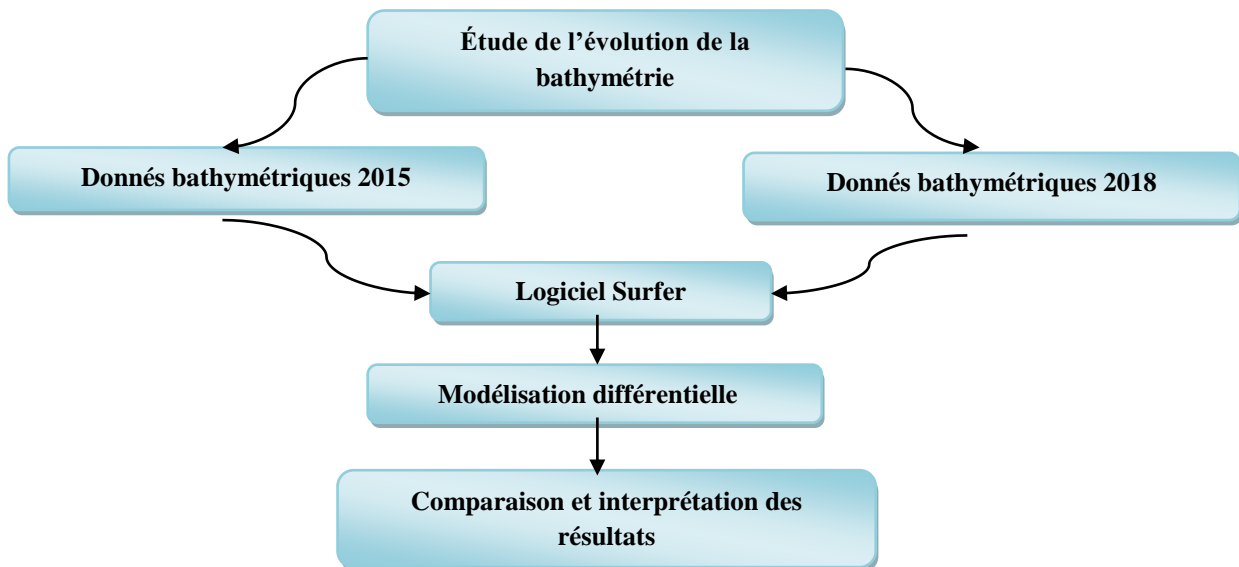 Étude de l’évolution de la
bathymétrie
Donnés bathymétriques 2015
Donnés bathymétriques 2018
Logiciel Surfer
Modélisation différentielle
Comparaison et interprétation des
résultats